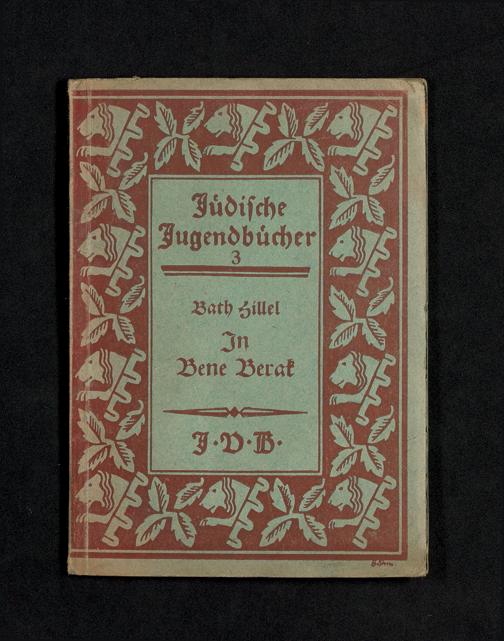 Jüdische
Jugendbücher
3
Bath Hillel
In
Bene Berak
J·V·B·